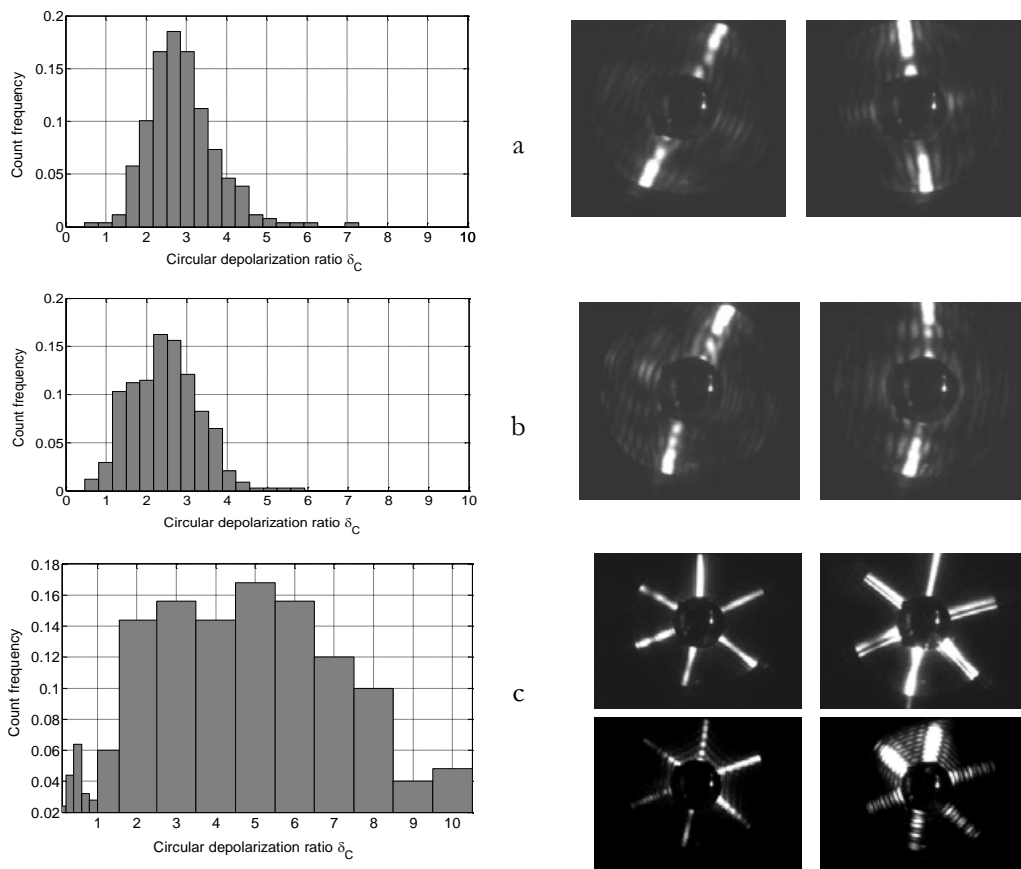 0.2
0.15
0.1
0.05
0
0 1 2 3 4 5 6 7 8 9 10
Count frequency
Circular depolarization ratio δC
a
0.2
0.15
0.1
0.05
0
0 1 2 3 4 5 6 7 8 9 10
Count frequency
Circular depolarization ratio δC
b
0.18
0.16
0.14
0.12
0.1
0.08
0.06
0.04
0.02
1 2 3 4 5 6 7 8 9 10
Count frequency
Circular depolarization ratio δC
c